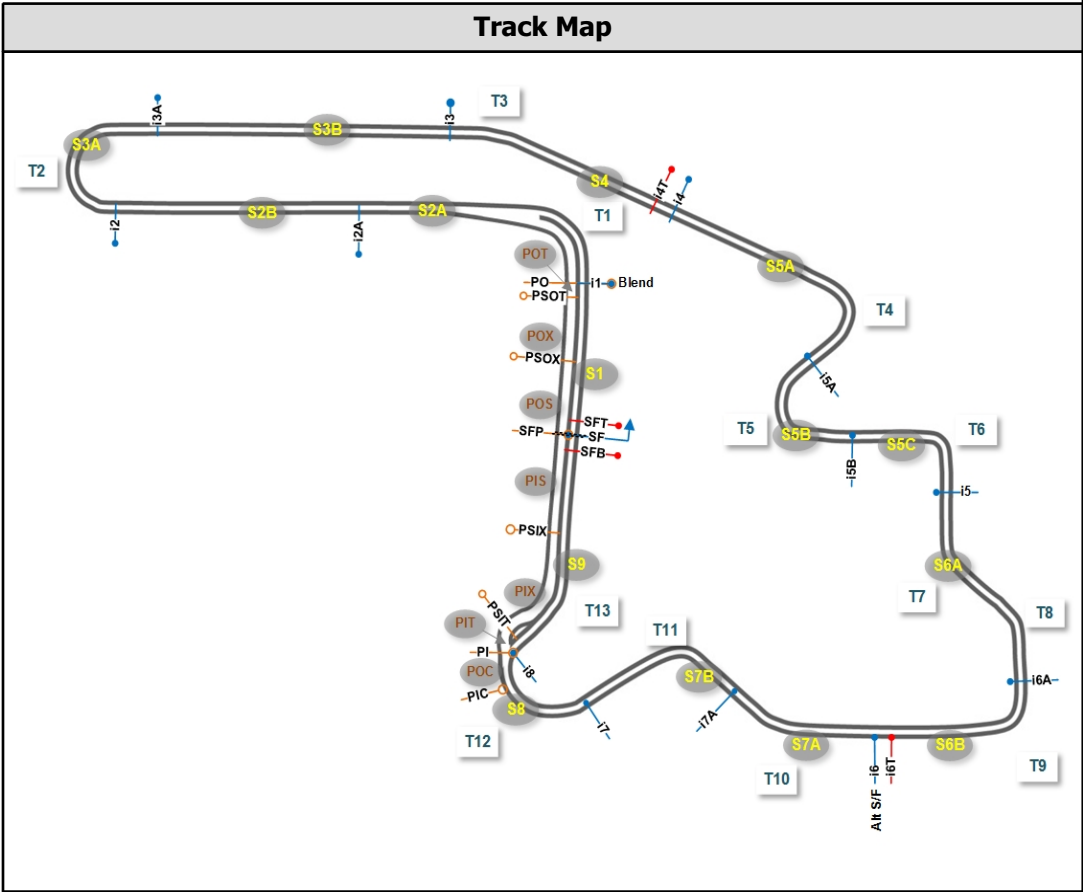 Track Map
T3
i3A
i3
S3B
S3A
T2
S4
i4T
i4
T1
S2B
S2A
i2
i2A
POT
S5A
PO
i1
Blend
PSOT
T4
POX
PSOX
S1
i5A
POS
SFT
SFP
SF
SFB
T5
S5B
i5B
S5C
T6
PIS
i5
PSIX
S9
S6A
PIX
PSIT
T13
T7
T8
PIT
T11
PI
POC
i8
S7B
i6A
PIC
S8
i7
i7A
T12
S7A
S6B
T10
T9
Alt S/F
i6
i6T